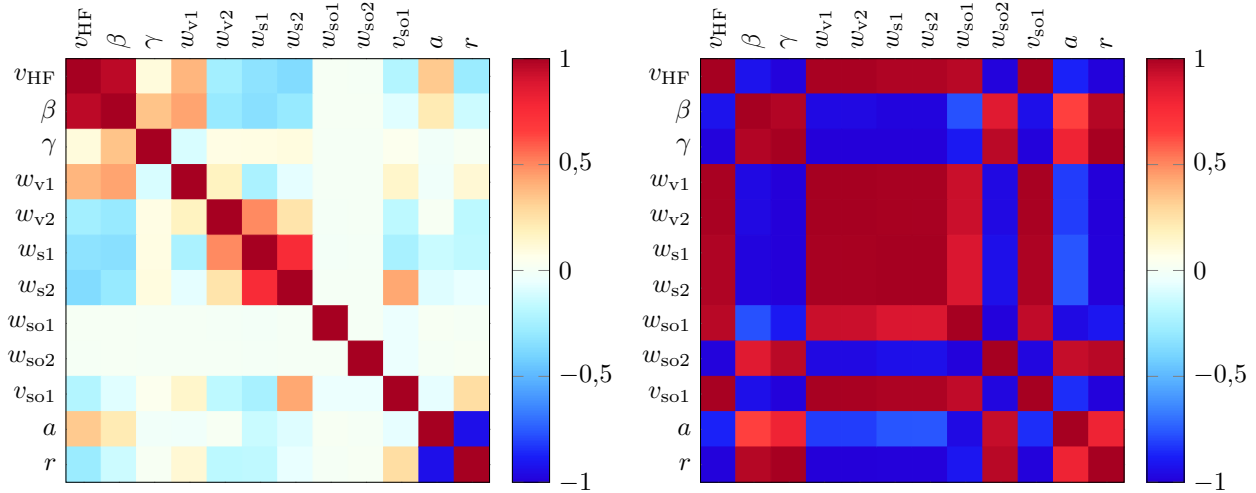 v_HF β γ w_v1 w_v2 w_s1 w_s2 w_so1 w_so2 v_so1 a r
v_HF
β
γ
w_v1
w_v2
w_s1
w_s2
w_so1
w_so2
v_so1
a
r
1
0,5
0
−0,5
−1
v_HF β γ w_v1 w_v2 w_s1 w_s2 w_so1 w_so2 v_so1 a r
v_HF
β
γ
w_v1
w_v2
w_s1
w_s2
w_so1
w_so2
v_so1
a
r
1
0,5
0
−0,5
−1